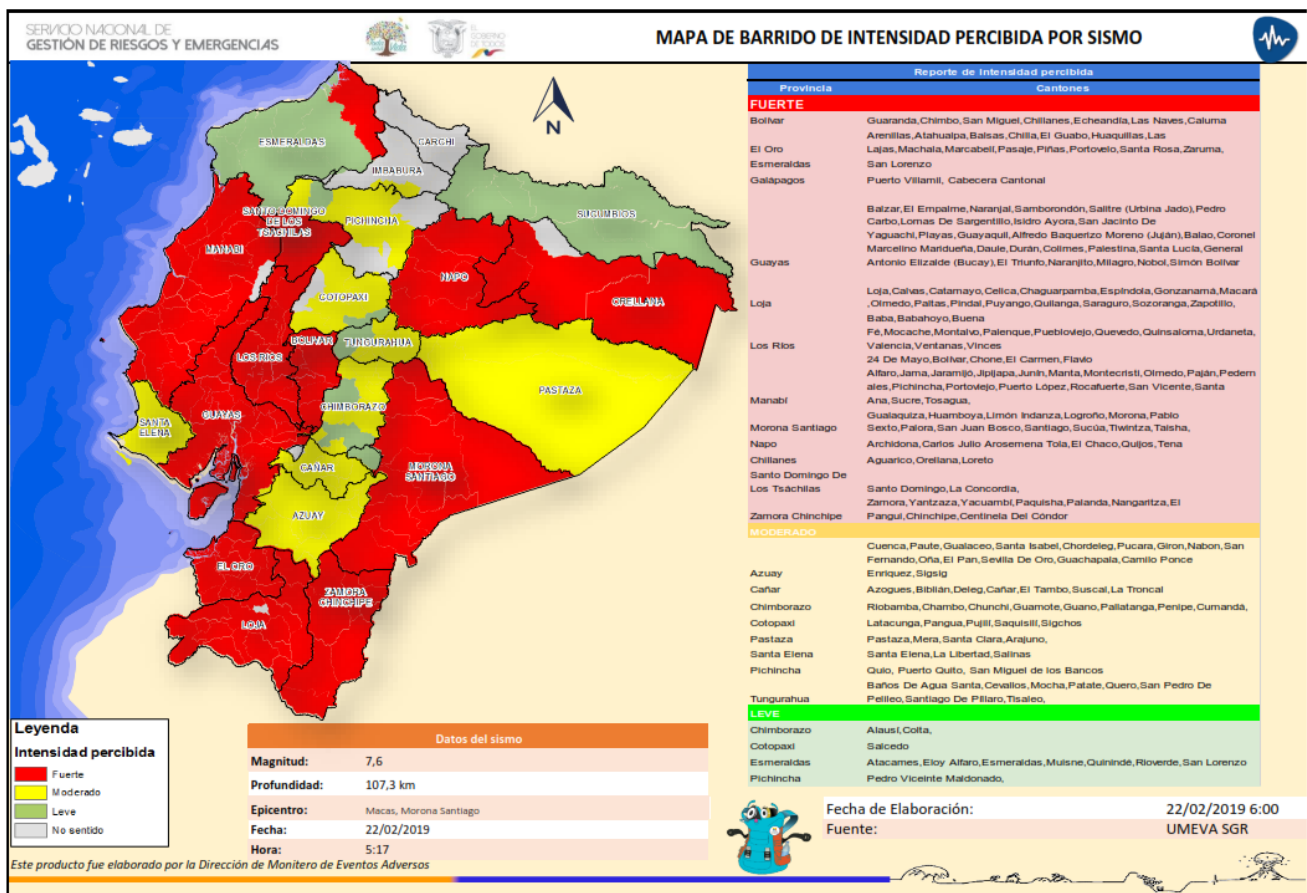 SERVICIO NACIONAL DE
GESTIÓN DE RIESGOS Y EMERGENCIAS
EL
GOBIERNO
DE TODOS
MAPA DE BARRIDO DE INTENSIDAD PERCIBIDA POR SISMO
N
ESMERALDAS
CARCHI
IMBABURA
SANTO DOMINGO
DE LOS
TSACHILAS
PICHINCHA
SUCUMBIOS
MANABI
COTOPAXI
NAPO
ORELLANA
LOS RIOS
BOLIVAR
TUNGURAHUA
PASTAZA
SANTA
ELENA
GUAYAS
CHIMBORAZO
CAÑAR
MORONA
SANTIAGO
AZUAY
EL ORO
ZAMORA
CHINCHIPE
LOJA
Leyenda
Intensidad percibida
Fuerte
Moderado
Leve
No sentido
Datos del sismo
Magnitud: 7,6
Profundidad: 107,3 km
Epicentro: Macas, Morona Santiago
Fecha: 22/02/2019
Hora: 5:17
Este producto fue elaborado por la Dirección de Monitero de Eventos Adversos
Reporte de Intensidad percibida
Provincia Cantones
FUERTE
Bolívar Guaranda,Chimbo,San Miguel,Chillanes,Echeandía,Las Naves,Caluma
Arenillas,Atahualpa,Balsas,Chilla,El Guabo,Huaquillas,Las
El Oro Lajas,Machala,Marcabelí,Pasaje,Piñas,Portovelo,Santa Rosa,Zaruma,
Esmeraldas San Lorenzo
Galápagos Puerto Villamil, Cabecera Cantonal
Balzar,El Empalme,Naranjal,Samborondón,Salitre (Urbina Jado),Pedro
Carbo,Lomas De Sargentillo,Isidro Ayora,San Jacinto De
Yaguachi,Playas,Guayaquil,Alfredo Baquerizo Moreno (Juján),Balao,Coronel
Marcelino Maridueña,Daule,Durán,Colimes,Palestina,Santa Lucía,General
Guayas Antonio Elizalde (Bucay),El Triunfo,Naranjito,Milagro,Nobol,Simón Bolívar
Loja,Calvas,Catamayo,Celica,Chaguarpamba,Espíndola,Gonzanamá,Macará
Loja ,Olmedo,Paltas,Pindal,Puyango,Quilanga,Saraguro,Sozoranga,Zapotillo,
Baba,Babahoyo,Buena
Fé,Mocache,Montalvo,Palenque,Puebloviejo,Quevedo,Quinsaloma,Urdaneta,
Los Ríos Valencia,Ventanas,Vinces
24 De Mayo,Bolívar,Chone,El Carmen,Flavio
Alfaro,Jama,Jaramijó,Jipijapa,Junín,Manta,Montecristi,Olmedo,Paján,Pedern
ales,Pichincha,Portoviejo,Puerto López,Rocafuerte,San Vicente,Santa
Manabí Ana,Sucre,Tosagua,
Gualaquiza,Huamboya,Limón Indanza,Logroño,Morona,Pablo
Morona Santiago Sexto,Palora,San Juan Bosco,Santiago,Sucúa,Tiwintza,Taisha,
Napo Archidona,Carlos Julio Arosemena Tola,El Chaco,Quijos,Tena
Chillanes Aguarico,Orellana,Loreto
Santo Domingo De
Los Tsáchilas Santo Domingo,La Concordia,
Zamora,Yantzaza,Yacuambi,Paquisha,Palanda,Nangaritza,El
Zamora Chinchipe Pangui,Chinchipe,Centinela Del Cóndor
MODERADO
Cuenca,Paute,Gualaceo,Santa Isabel,Chordeleg,Pucara,Giron,Nabon,San
Fernando,Oña,El Pan,Sevilla De Oro,Guachapala,Camilo Ponce
Azuay Enriquez,Sigsig
Cañar Azogues,Biblián,Deleg,Cañar,El Tambo,Suscal,La Troncal
Chimborazo Riobamba,Chambo,Chunchi,Guamote,Guano,Pallatanga,Penipe,Cumandá,
Cotopaxi Latacunga,Pangua,Pujilí,Saquisilí,Sigchos
Pastaza Pastaza,Mera,Santa Clara,Arajuno,
Santa Elena Santa Elena,La Libertad,Salinas
Pichincha Quio, Puerto Quito, San Miguel de los Bancos
Baños De Agua Santa,Cevallos,Mocha,Patate,Quero,San Pedro De
Tungurahua Pelileo,Santiago De Píllaro,Tisaleo,
LEVE
Chimborazo Alausí,Colta,
Cotopaxi Salcedo
Esmeraldas Atacames,Eloy Alfaro,Esmeraldas,Muisne,Quinindé,Rioverde,San Lorenzo
Pichincha Pedro Viceinte Maldonado,
Fecha de Elaboración: 22/02/2019 6:00
Fuente: UMEVA SGR